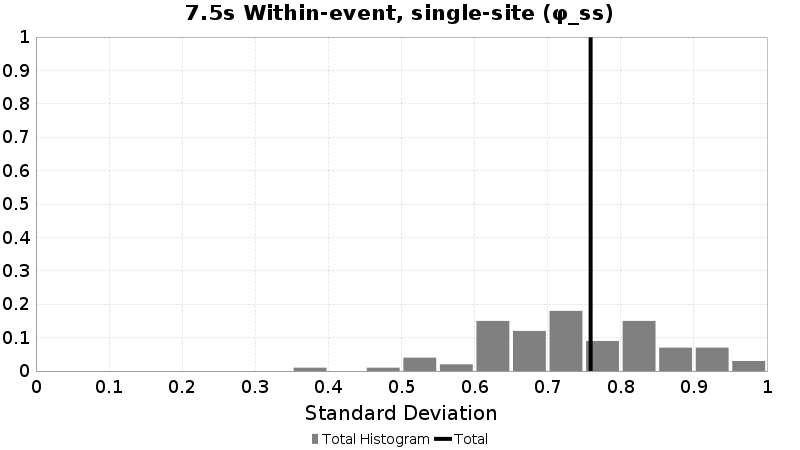 7.5s Within-event, single-site (φ_ss)
1
0.9
0.8
0.7
0.6
0.5
0.4
0.3
0.2
0.1
0
0 0.1 0.2 0.3 0.4 0.5 0.6 0.7 0.8 0.9 1
Standard Deviation
Total Histogram Total